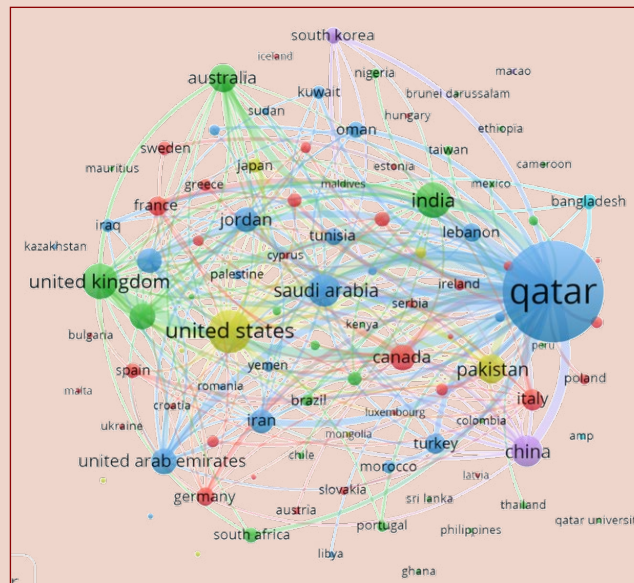 south korea
iceland
macao
nigeria
australia
kuwait
brunei darussalam
sudan
hungary
oman
ethiopia
taiwan
sweden
japan
estonia
cameroon
mauritius
greece
maldives
mexico
france
india
bangladesh
jordan
iraq
tunisia
lebanon
kazakhstan
cyprus
palestine
united kingdom
saudi arabia
ireland
qatar
serbia
kenya
united states
bulgaria
peru
canada
yemen
pakistan
spain
poland
romania
malta
brazil
italy
croatia
luxembourg
iran
colombia
ukraine
mongolia
amp
turkey
chile
china
united arab emirates
morocco
latvia
slovakia
germany
sri lanka
thailand
austria
portugal
qatar universit
south africa
philippines
libya
ghana